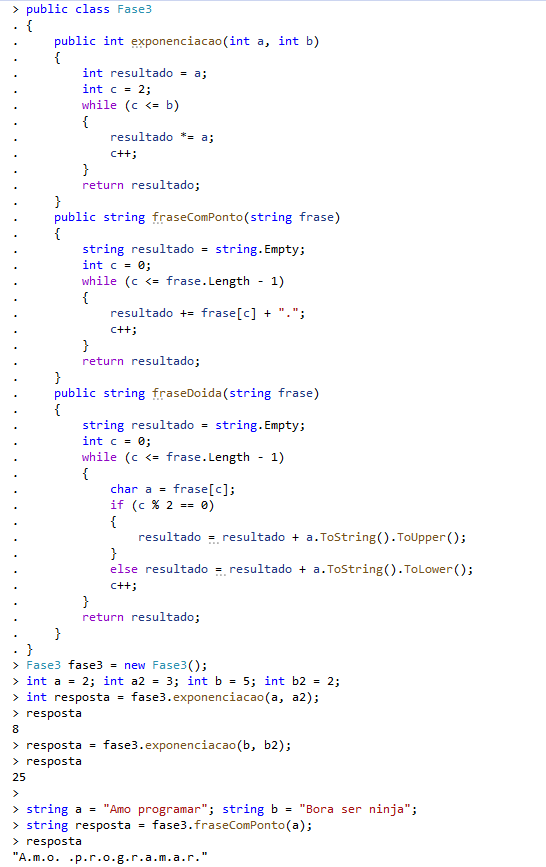 > public class Fase3
. {
.     public int exponenciacao(int a, int b)
.     {
.         int resultado = a;
.         int c = 2;
.         while (c <= b)
.         {
.             resultado *= a;
.             c++;
.         }
.         return resultado;
.     }
.     public string fraseComPonto(string frase)
.     {
.         string resultado = string.Empty;
.         int c = 0;
.         while (c <= frase.Length - 1)
.         {
.             resultado += frase[c] + ".";
.             c++;
.         }
.         return resultado;
.     }
.     public string fraseDoida(string frase)
.     {
.         string resultado = string.Empty;
.         int c = 0;
.         while (c <= frase.Length - 1)
.         {
.             char a = frase[c];
.             if (c % 2 == 0)
.             {
.                 resultado = resultado + a.ToString().ToUpper();
.             }
.             else resultado = resultado + a.ToString().ToLower();
.             c++;
.         }
.         return resultado;
.     }
. }
> Fase3 fase3 = new Fase3();
> int a = 2; int a2 = 3; int b = 5; int b2 = 2;
> int resposta = fase3.exponenciacao(a, a2);
> resposta
8
> resposta = fase3.exponenciacao(b, b2);
> resposta
25
>
> string a = "Amo programar"; string b = "Bora ser ninja";
> string resposta = fase3.fraseComPonto(a);
> resposta
"A.m.o. .p.r.o.g.r.a.m.a.r."